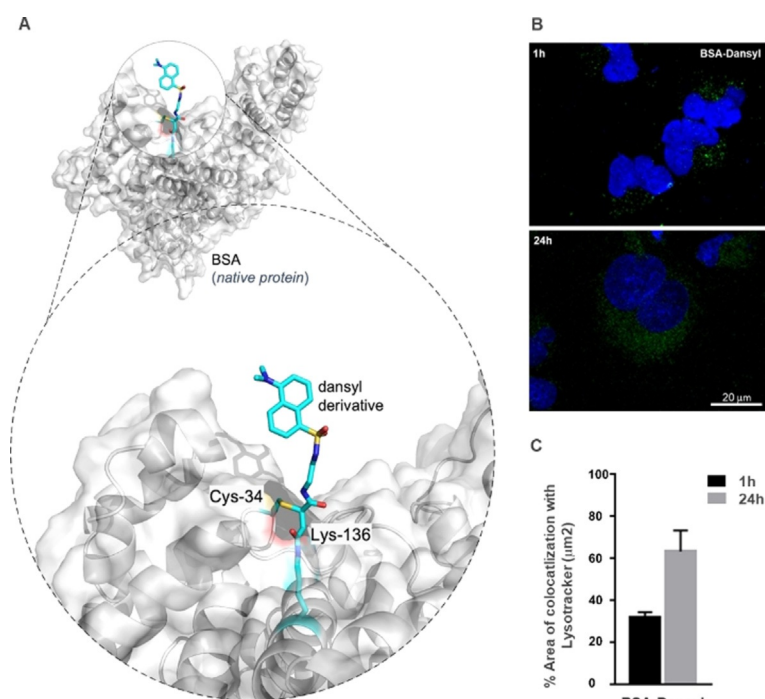 A
BSA
(native protein)
dansyl
derivative
Cys-34
Lys-136
B
1h
BSA-Dansyl
24h
20 µm
C
% Area of colocatlization with
Lysotracker (µm2)
100
80
60
40
20
0
1h
24h
BSA-Dansyl